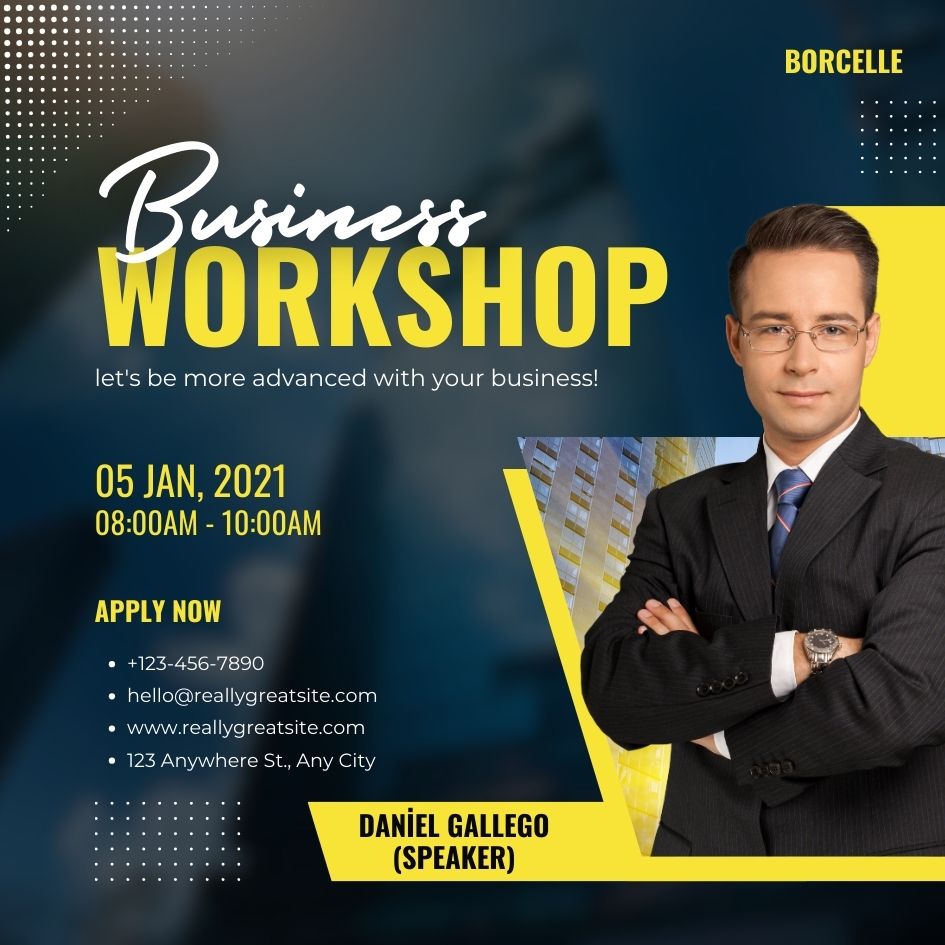 BORCELLE
Business
WORKSHOP
let's be more advanced with your business!
05 JAN, 2021
08:00AM - 10:00AM
APPLY NOW
• +123-456-7890
• hello@reallygreatsite.com
• www.reallygreatsite.com
• 123 Anywhere St., Any City
DANİEL GALLEGO
(SPEAKER)